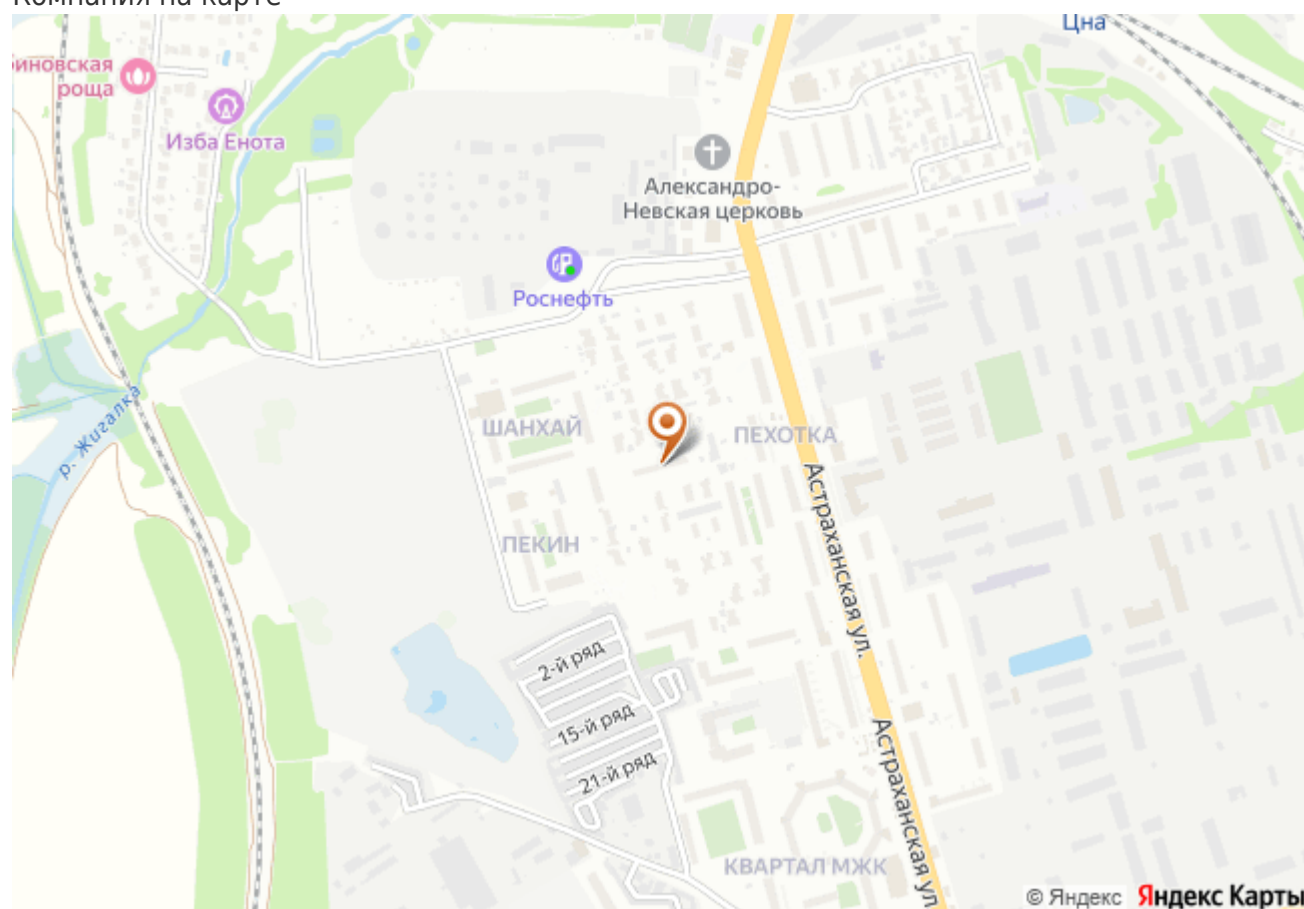 Компания на карте
Цна
биновская
роща
Изба Енота
Александро-
Невская церковь
Роснефть
р. Жигалка
ШАНХАЙ
ПЕХОТКА
Астраханская ул.
ПЕКИН
2-й ряд
15-й ряд
21-й ряд
Астраханская ул.
КВАРТАЛ МЖК
© Яндекс Яндекс Карты